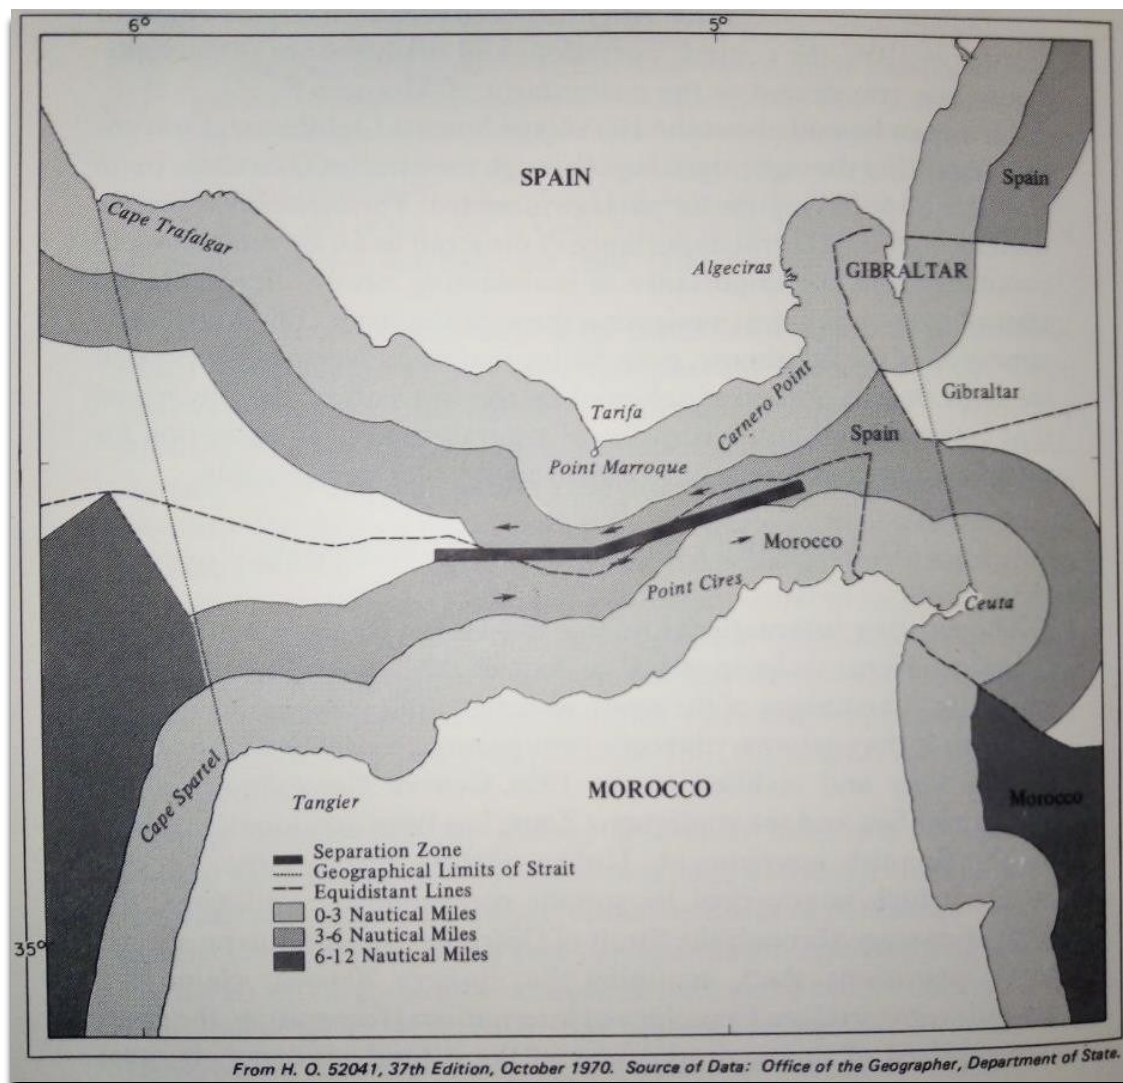 6° 5°
SPAIN
Spain
Cape Trafalgar
Algeciras
GIBRALTAR
Gibraltar
Tarifa
Carnero Point
Spain
Point Marroque
Morocco
Point Cires
Ceuta
Cape Spartel
MOROCCO
Morocco
Tangier
Separation Zone
Geographical Limits of Strait
Equidistant Lines
0-3 Nautical Miles
3-6 Nautical Miles
35°
6-12 Nautical Miles
From H. O. 52041, 37th Edition, October 1970. Source of Data: Office of the Geographer, Department of State.